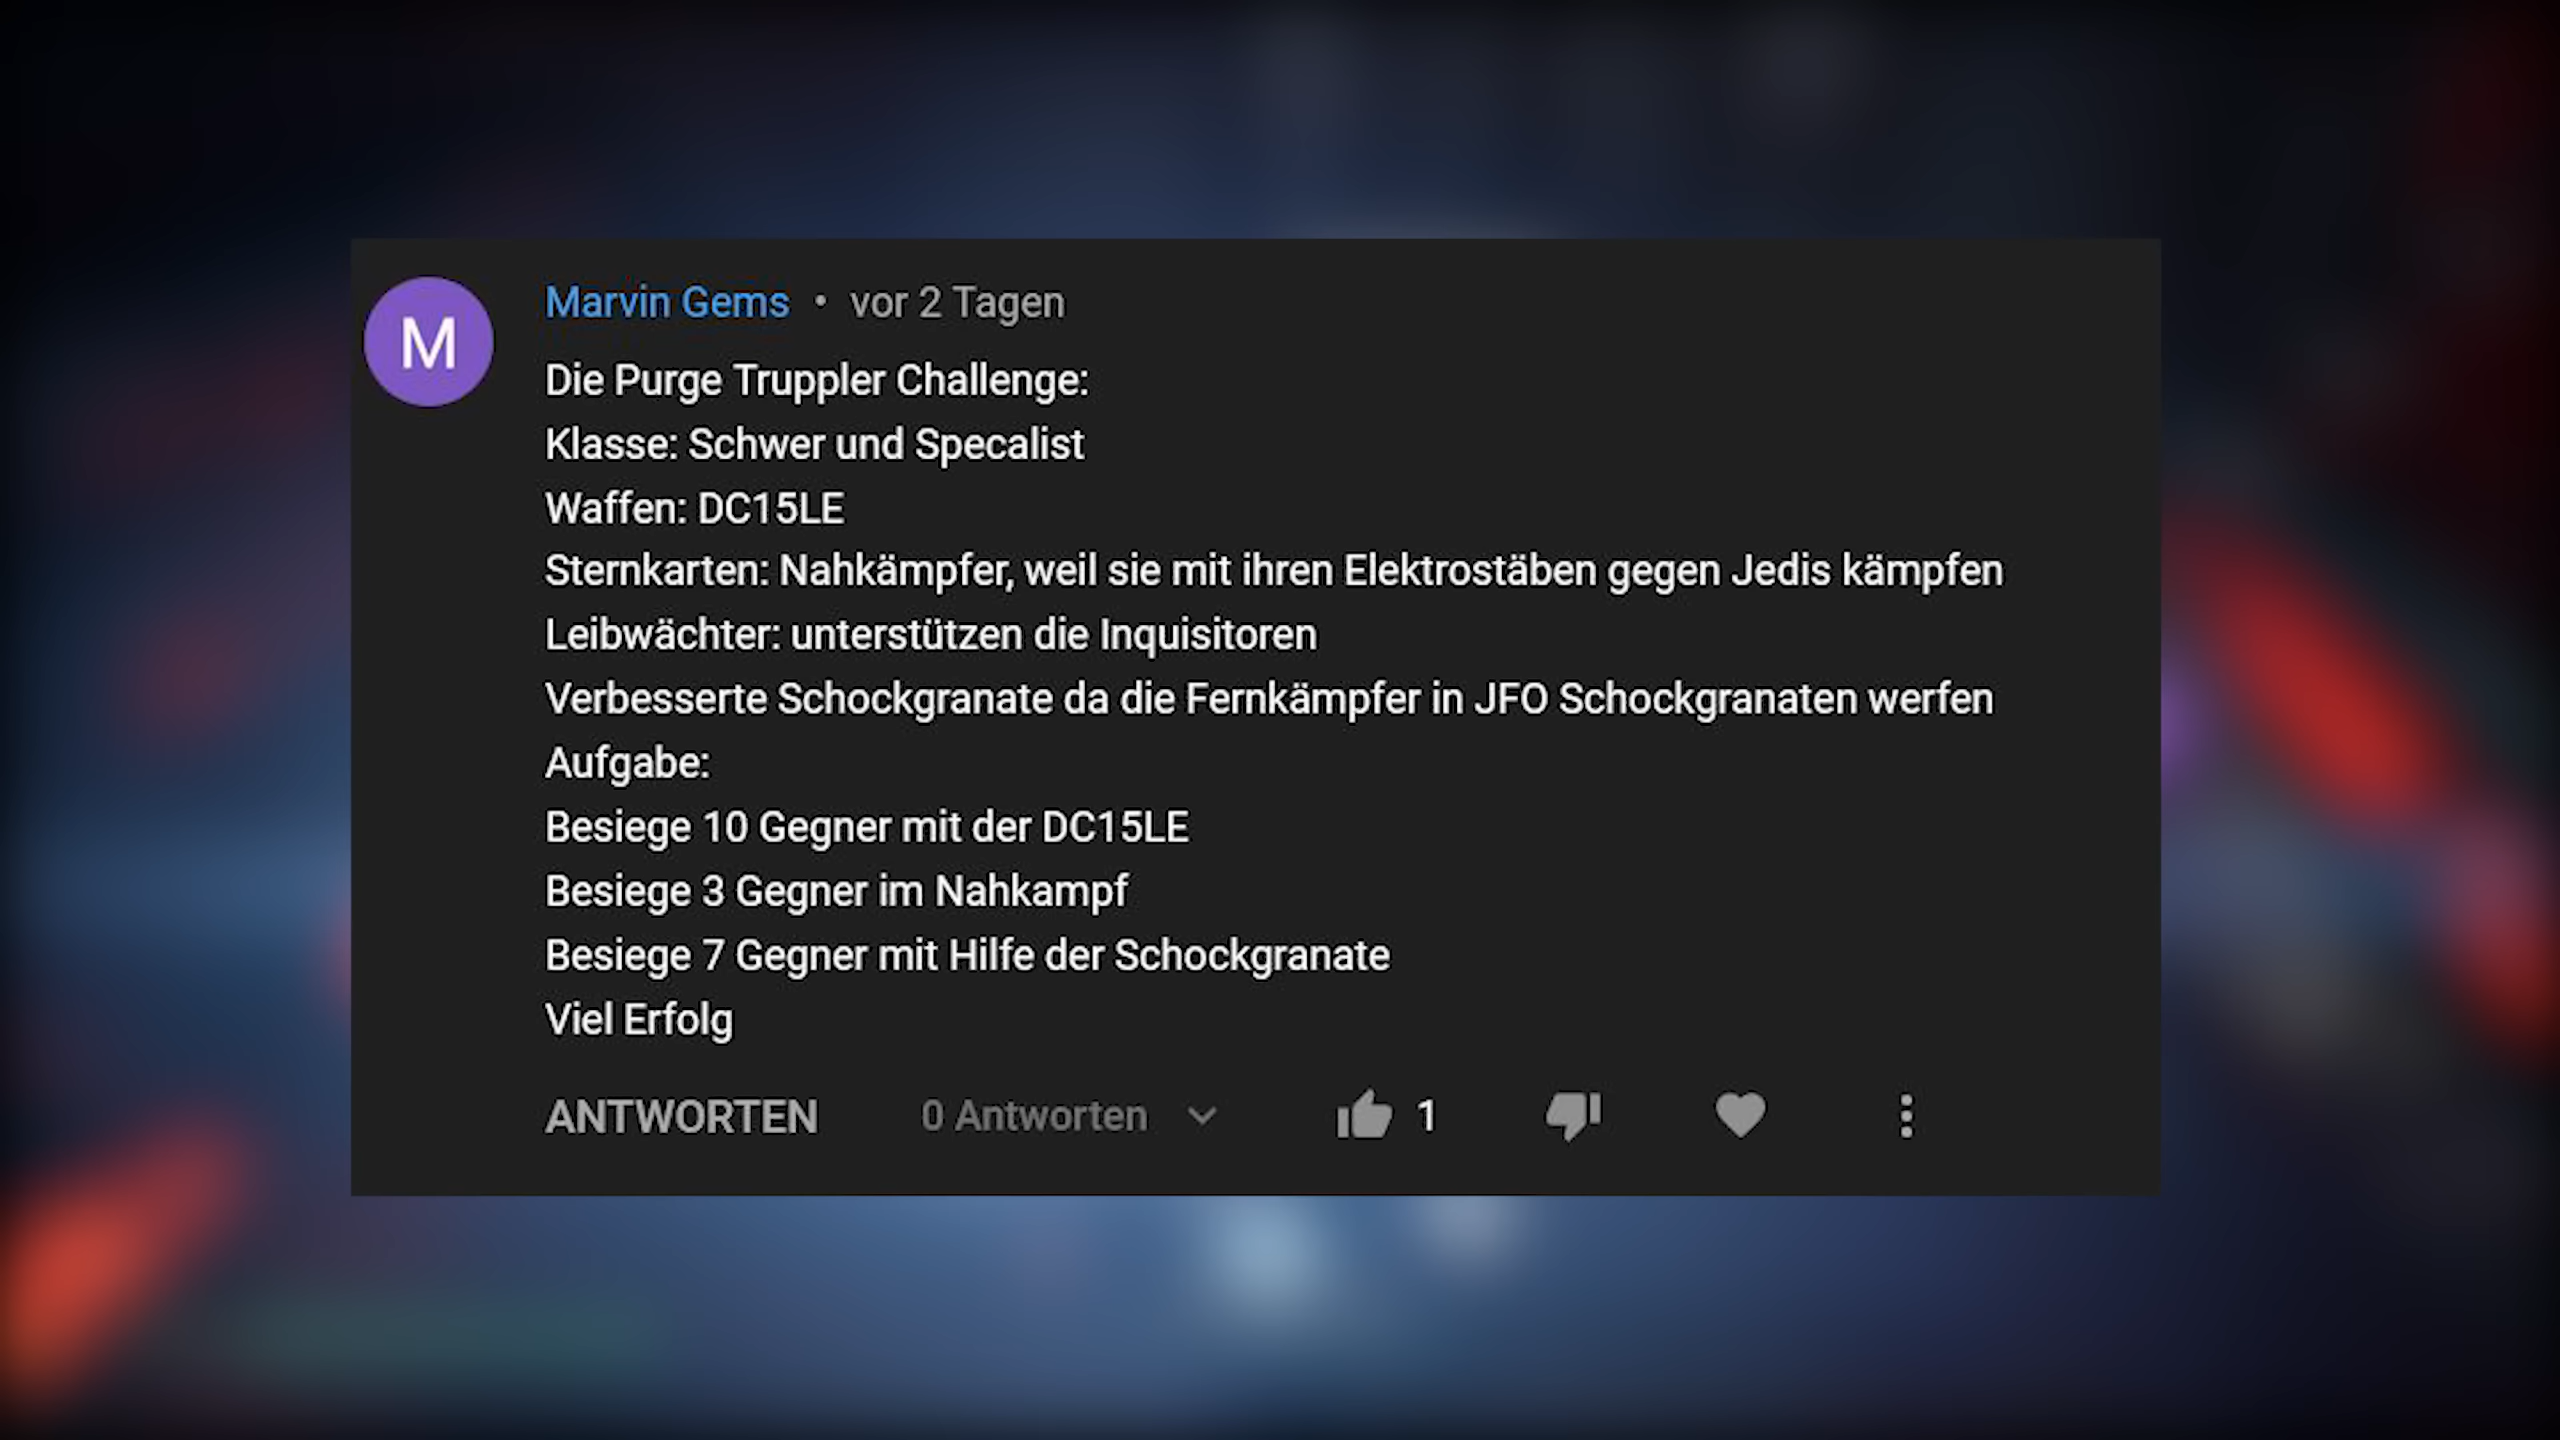 M
Marvin Gems • vor 2 Tagen
Die Purge Truppler Challenge:
Klasse: Schwer und Specalist
Waffen: DC15LE
Sternkarten: Nahkämpfer, weil sie mit ihren Elektrostäben gegen Jedis kämpfen
Leibwächter: unterstützen die Inquisitoren
Verbesserte Schockgranate da die Fernkämpfer in JFO Schockgranaten werfen
Aufgabe:
Besiege 10 Gegner mit der DC15LE
Besiege 3 Gegner im Nahkampf
Besiege 7 Gegner mit Hilfe der Schockgranate
Viel Erfolg
ANTWORTEN 0 Antworten 1